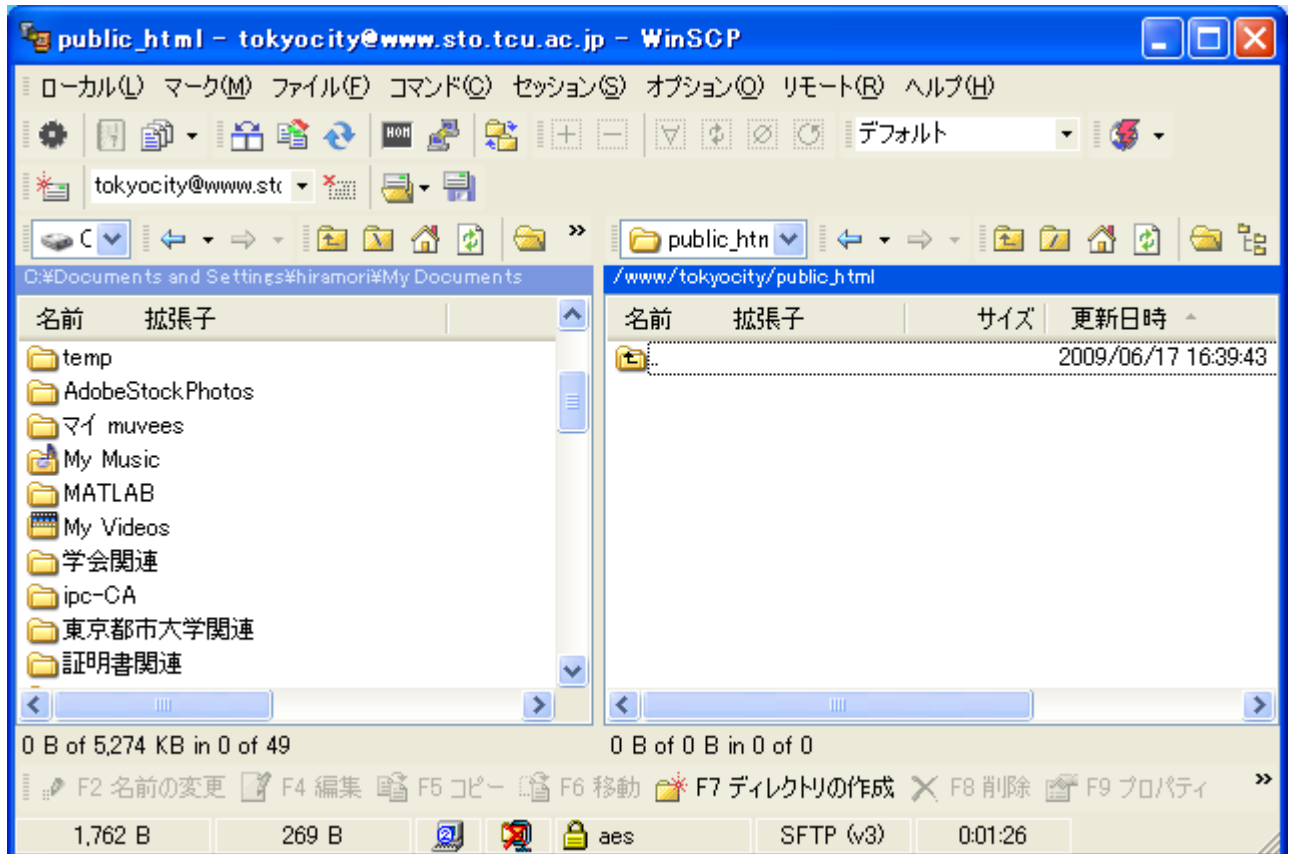 public_html - tokyocity@www.sto.tcu.ac.jp - WinSCP
ローカル(L) マーク(M) ファイル(F) コマンド(C) セッション(S) オプション(O) リモート(R) ヘルプ(H)
デフォルト
tokyocity@www.stc
C
public_htn
C:¥Documents and Settings¥hiramori¥My Documents
/www/tokyocity/public_html
名前 拡張子
名前 拡張子 サイズ 更新日時
temp
.. 2009/06/17 16:39:43
AdobeStockPhotos
マイ muvees
My Music
MATLAB
My Videos
学会関連
ipc-CA
東京都市大学関連
証明書関連
0 B of 5,274 KB in 0 of 49
0 B of 0 B in 0 of 0
F2 名前の変更 F4 編集 F5 コピー F6 移動 F7 ディレクトリの作成 F8 削除 F9 プロパティ
1,762 B 269 B aes SFTP (v3) 0:01:26